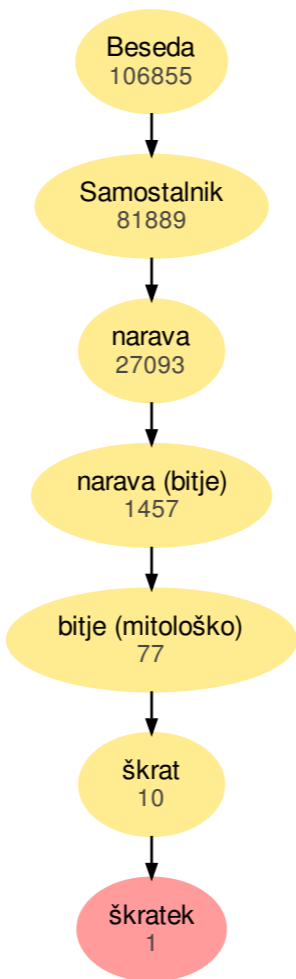 Beseda
106855
Samostalnik
81889
narava
27093
narava (bitje)
1457
bitje (mitološko)
77
škrat
10
škratek
1